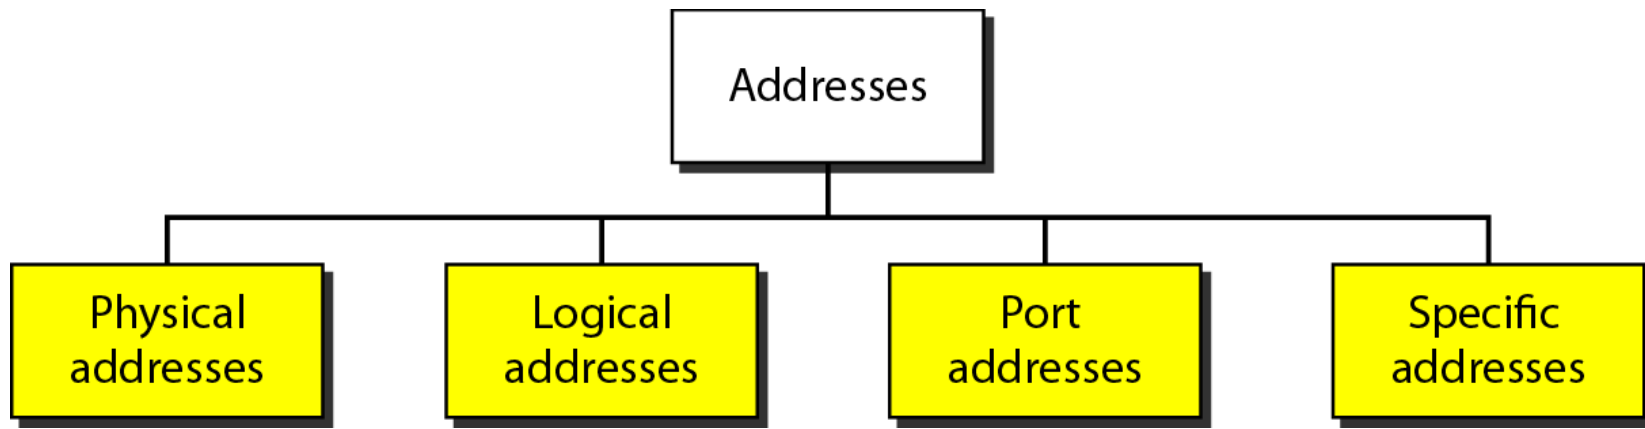 Addresses
Physical
addresses
Logical
addresses
Port
addresses
Specific
addresses